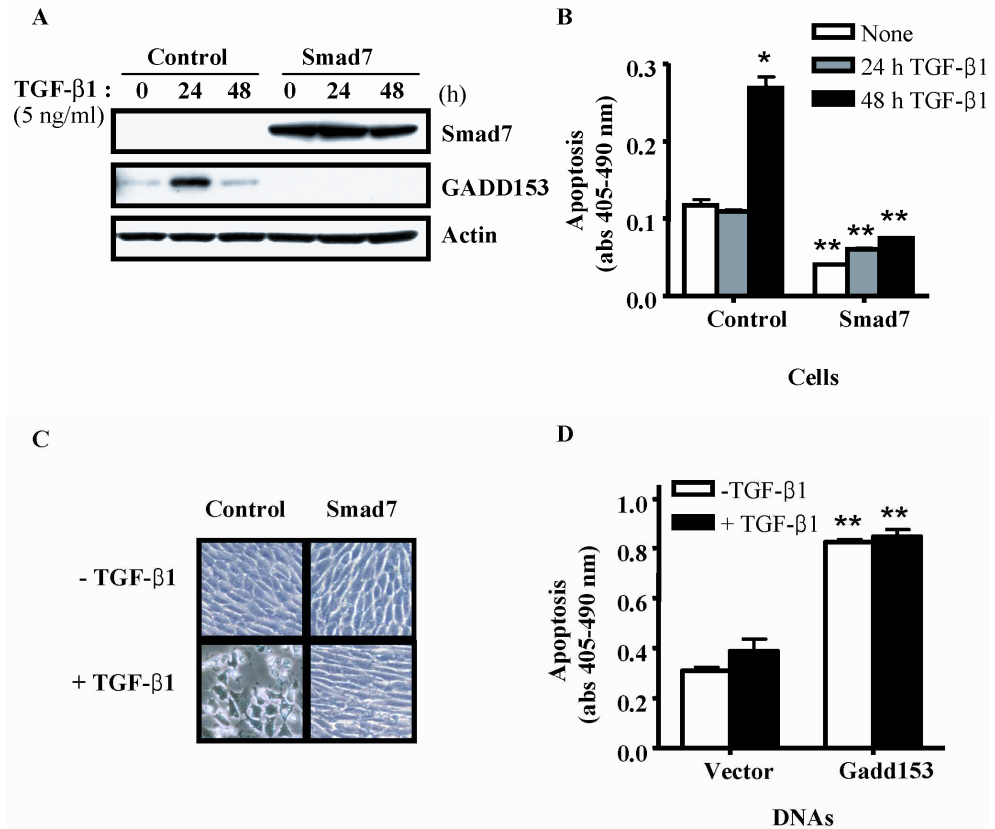 A
Control Smad7
TGF-β1 : 0 24 48 0 24 48 (h)
(5 ng/ml)
Smad7
GADD153
Actin
B
None
24 h TGF-β1
48 h TGF-β1
Apoptosis
(abs 405-490 nm)
0.3
0.2
0.1
0.0
*
** ** **
Control Smad7
Cells
C
Control Smad7
- TGF-β1
+ TGF-β1
D
-TGF-β1
+ TGF-β1
Apoptosis
(abs 405-490 nm)
1.0
0.8
0.6
0.4
0.2
0.0
** **
Vector Gadd153
DNAs